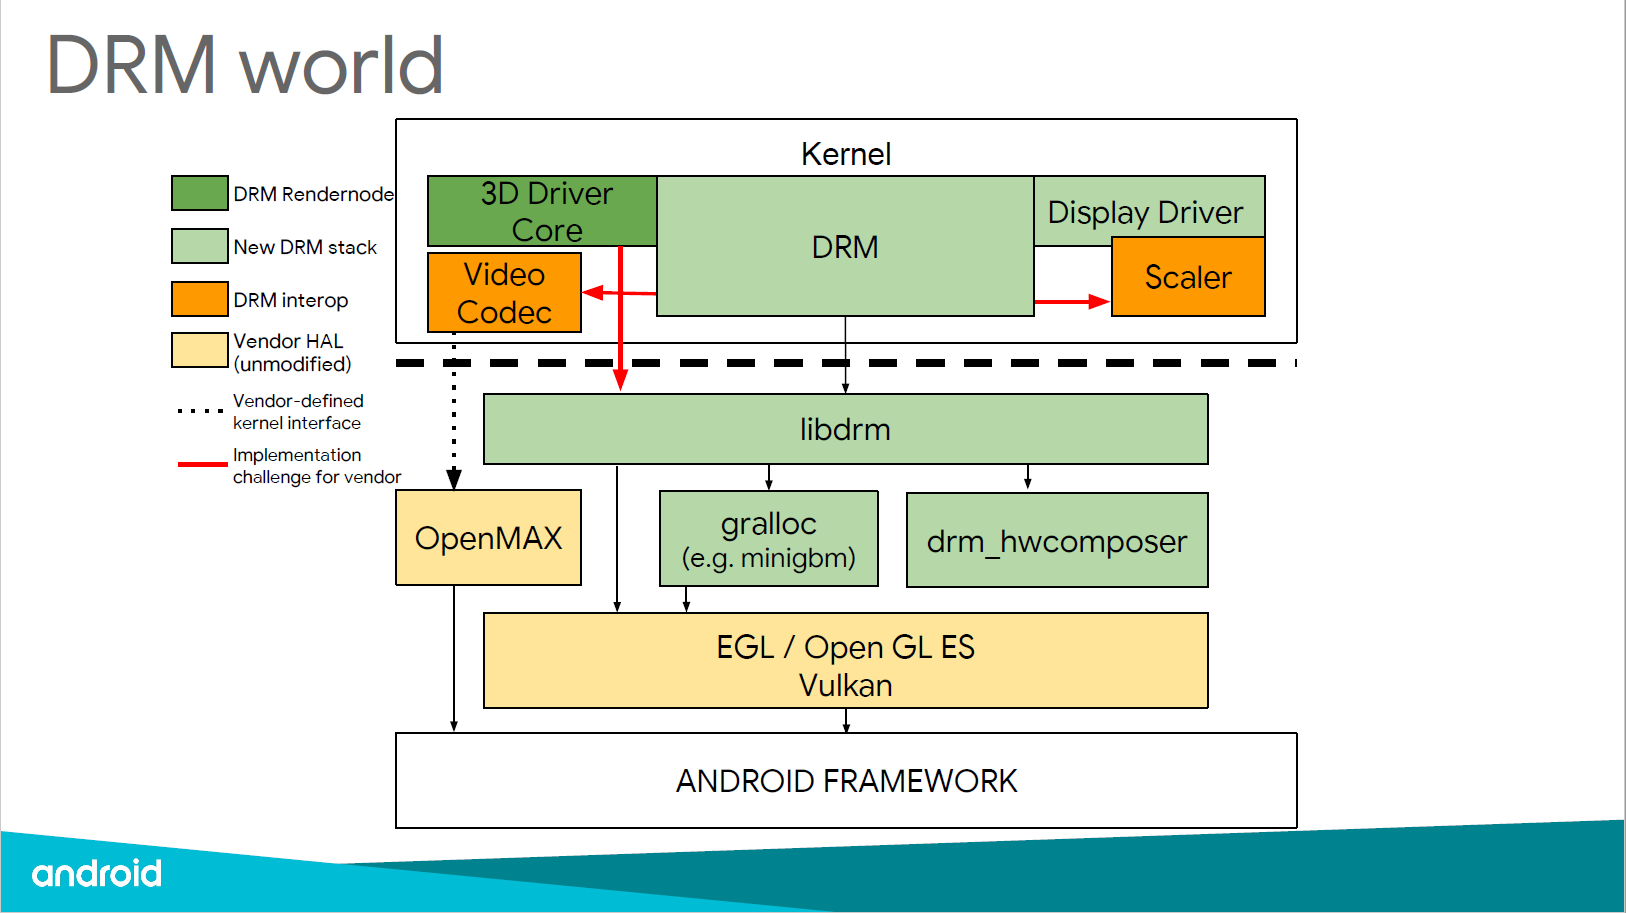 DRM world
DRM Rendernode
New DRM stack
DRM interop
Vendor HAL
(unmodified)
Vendor-defined
kernel interface
Implementation
challenge for vendor
Kernel
3D Driver
Core
DRM
Display Driver
Video
Codec
Scaler
libdrm
OpenMAX
gralloc
(e.g. minigbm)
drm_hwcomposer
EGL / Open GL ES
Vulkan
ANDROID FRAMEWORK
android